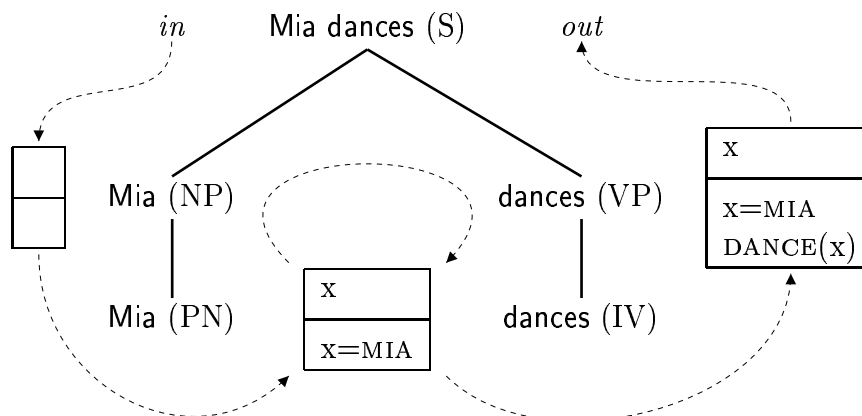 in
Mia dances (S)
out
x
x=MIA
DANCE(x)
Mia (NP)
dances (VP)
x
x=MIA
Mia (PN)
dances (IV)